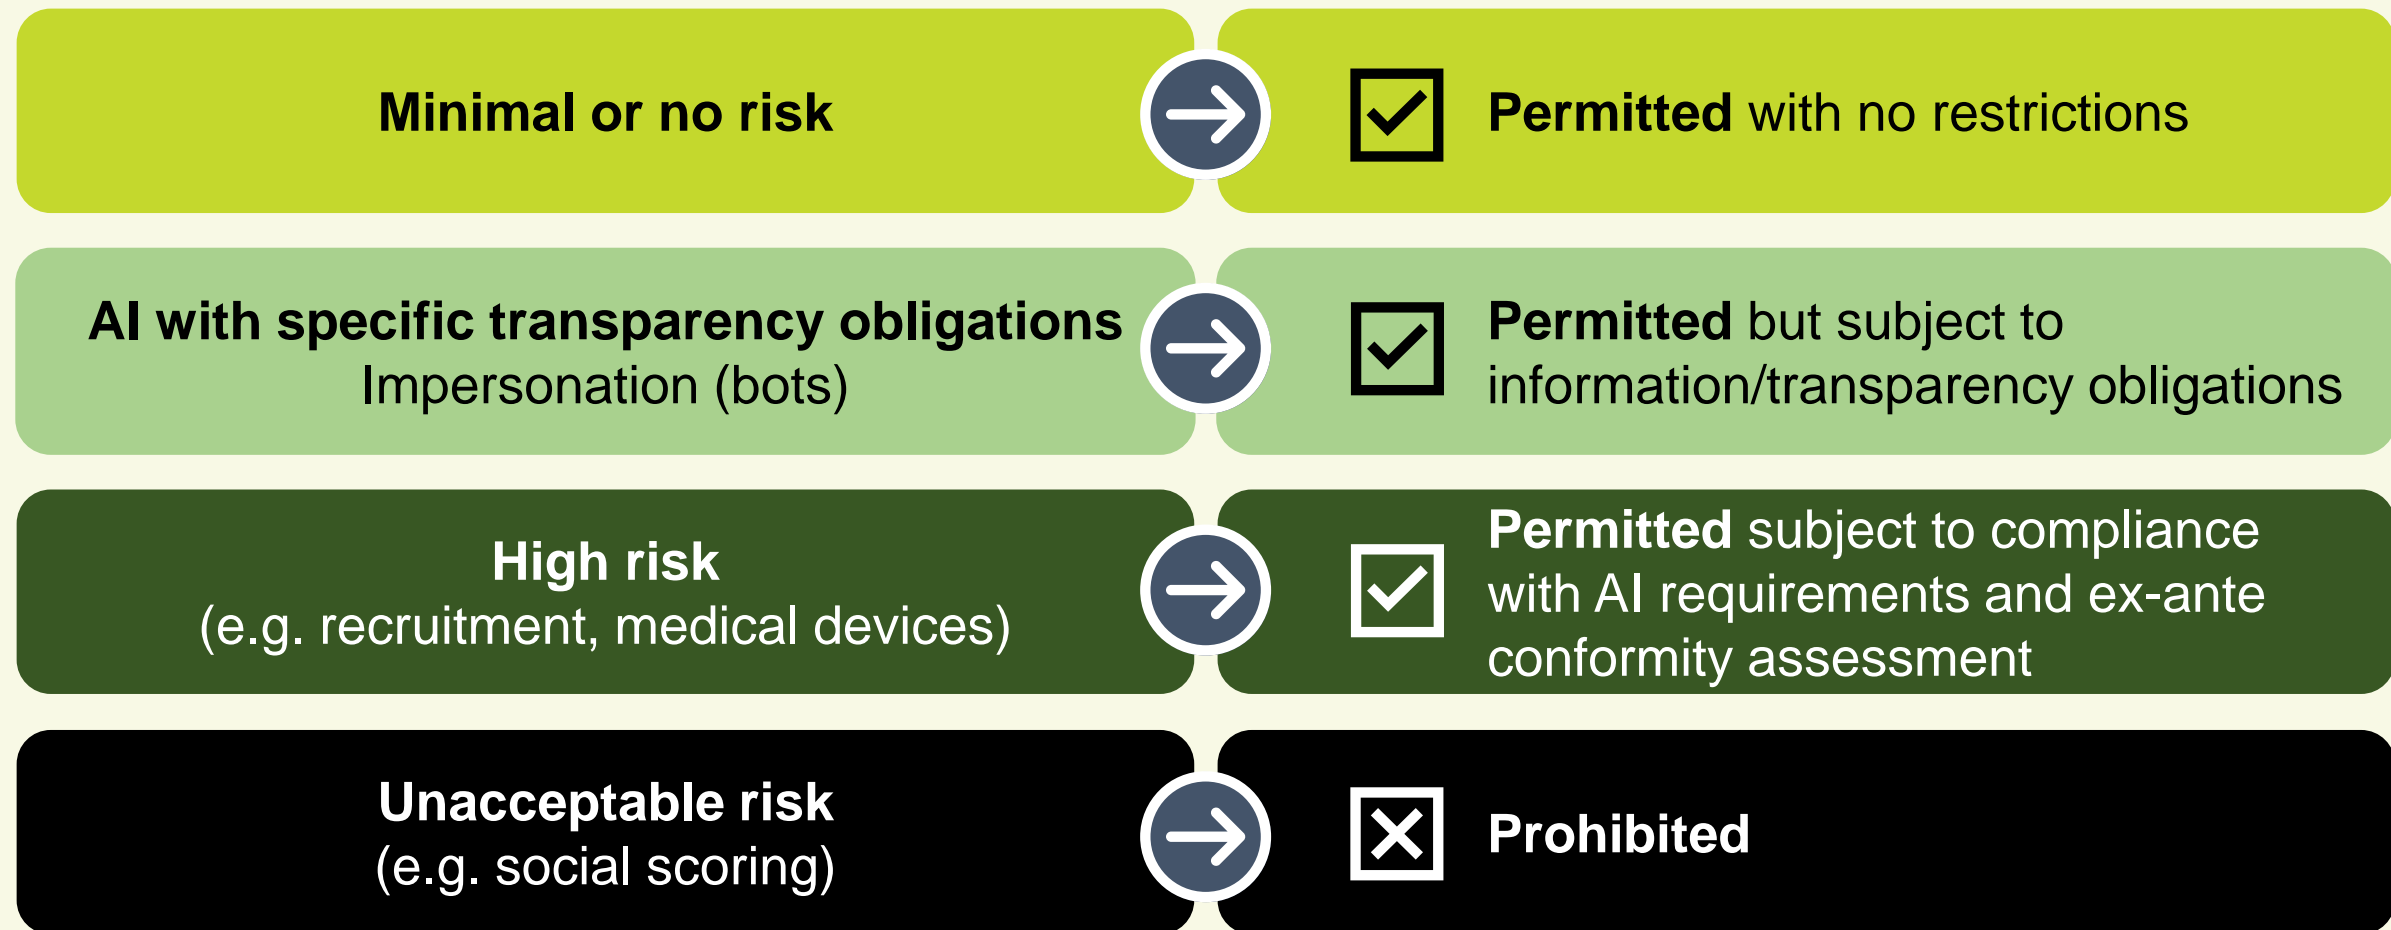 Minimal or no risk
Permitted with no restrictions
AI with specific transparency obligations
Impersonation (bots)
Permitted but subject to
information/transparency obligations
High risk
(e.g. recruitment, medical devices)
Permitted subject to compliance
with AI requirements and ex-ante
conformity assessment
Unacceptable risk
(e.g. social scoring)
Prohibited